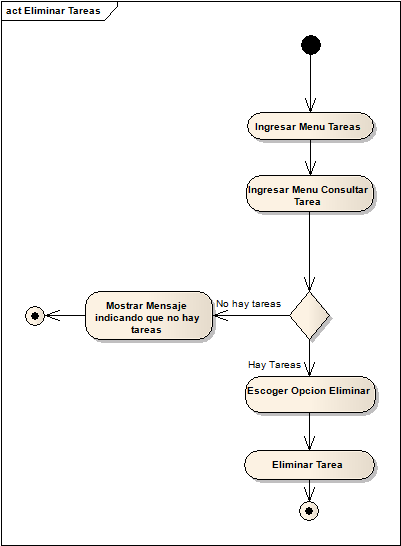 act Eliminar Tareas
Ingresar Menu Tareas
Ingresar Menu Consultar
Tarea
No hay tareas
Mostrar Mensaje
indicando que no hay
tareas
Hay Tareas
Escoger Opcion Eliminar
Eliminar Tarea